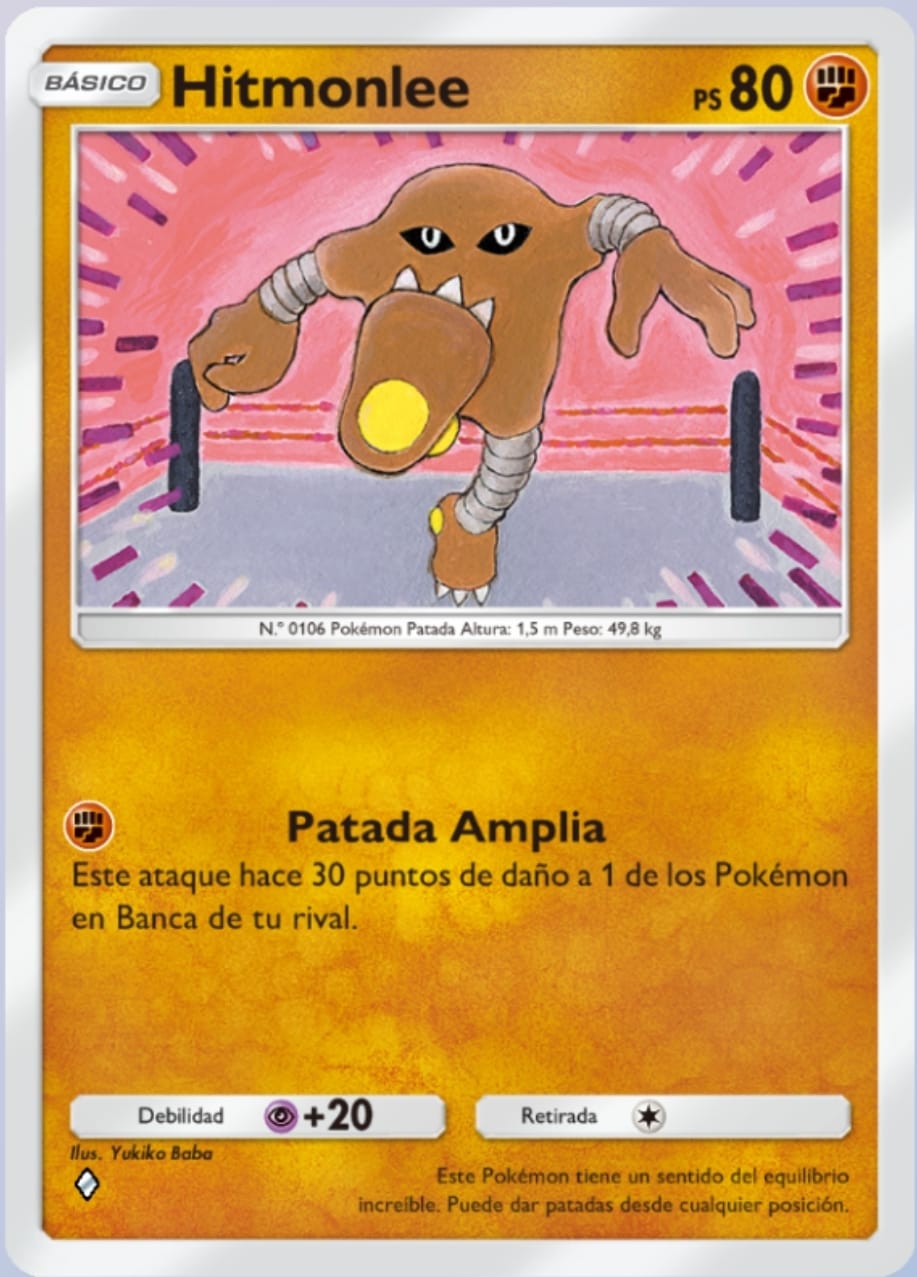 BÁSICO Hitmonlee PS 80
N.° 0106 Pokémon Patada Altura: 1,5 m Peso: 49,8 kg
Patada Amplia
Este ataque hace 30 puntos de daño a 1 de los Pokémon
en Banca de tu rival.
Debilidad +20 Retirada
Ilus. Yukiko Baba
Este Pokémon tiene un sentido del equilibrio
increíble. Puede dar patadas desde cualquier posición.